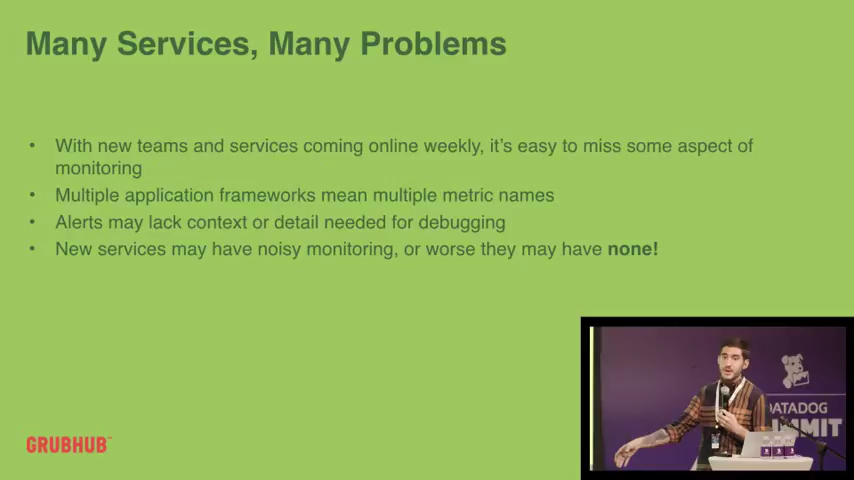 Many Services, Many Problems
• With new teams and services coming online weekly, it's easy to miss some aspect of
monitoring
• Multiple application frameworks mean multiple metric names
• Alerts may lack context or detail needed for debugging
• New services may have noisy monitoring, or worse they may have none!
DATADOG
SUMMIT
GRUBHUB